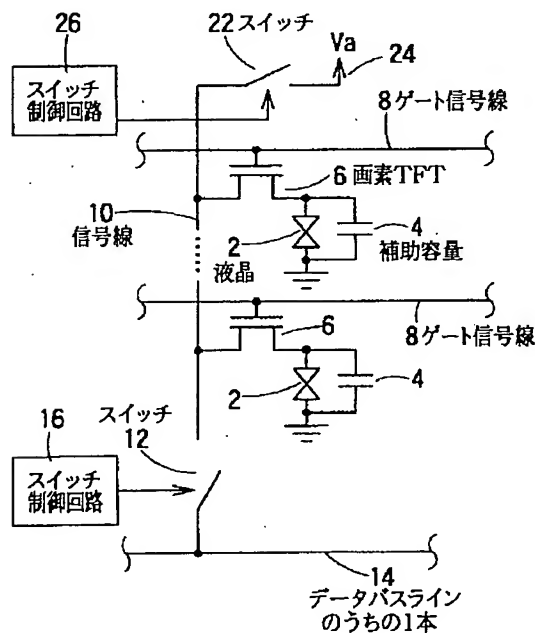 26
22スイッチ
Va
24
スイッチ
制御回路
8ゲート信号線
6 画素TFT
10
信号線
2
液晶
4
補助容量
8ゲート信号線
6
2
4
スイッチ
12
16
スイッチ
制御回路
14
データバスライン
のうちの1本